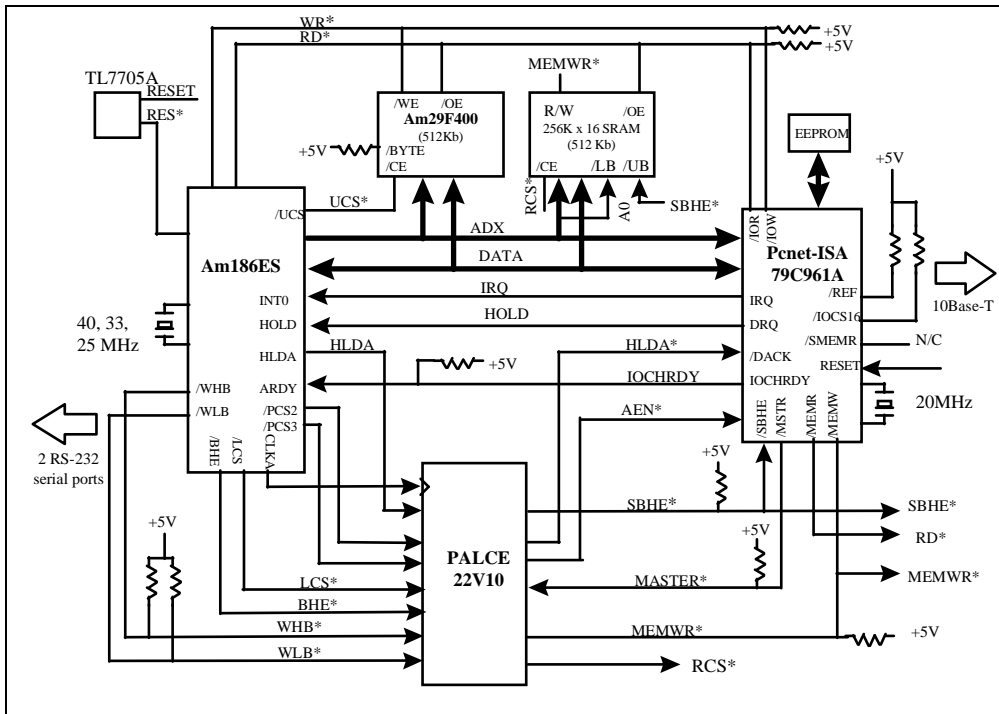 WR*
+5V
RD*
+5V
TL7705A
RESET
RES*
MEMWR*
/WE
/OE
Am29F400
(512Kb)
/BYTE
/CE
+5V
R/W
/OE
256K x 16 SRAM
(512 Kb)
/CE
/LB
/UB
EEPROM
+5V
UCS*
RCS*
A0
SBHE*
/UCS
ADX
/IOR
/IOW
Pcnet-ISA
79C961A
Am186ES
DATA
INT0
IRQ
IRQ
/REF
10Base-T
HOLD
HOLD
DRQ
/IOCS16
40, 33,
25 MHz
/SMEMR
N/C
HLDA
HLDA
+5V
HLDA*
/DACK
RESET
ARDY
IOCHRDY
IOCHRDY
/WHB
/WLB
/PCS2
/PCS3
AEN*
/SBHE
/MSTR
/MEMR
/MEMW
20MHz
/BHE
/LCS
CLKA
2 RS-232
serial ports
+5V
SBHE*
SBHE*
+5V
PALCE
22V10
+5V
RD*
LCS*
MASTER*
MEMWR*
BHE*
WHB*
MEMWR*
+5V
WLB*
RCS*